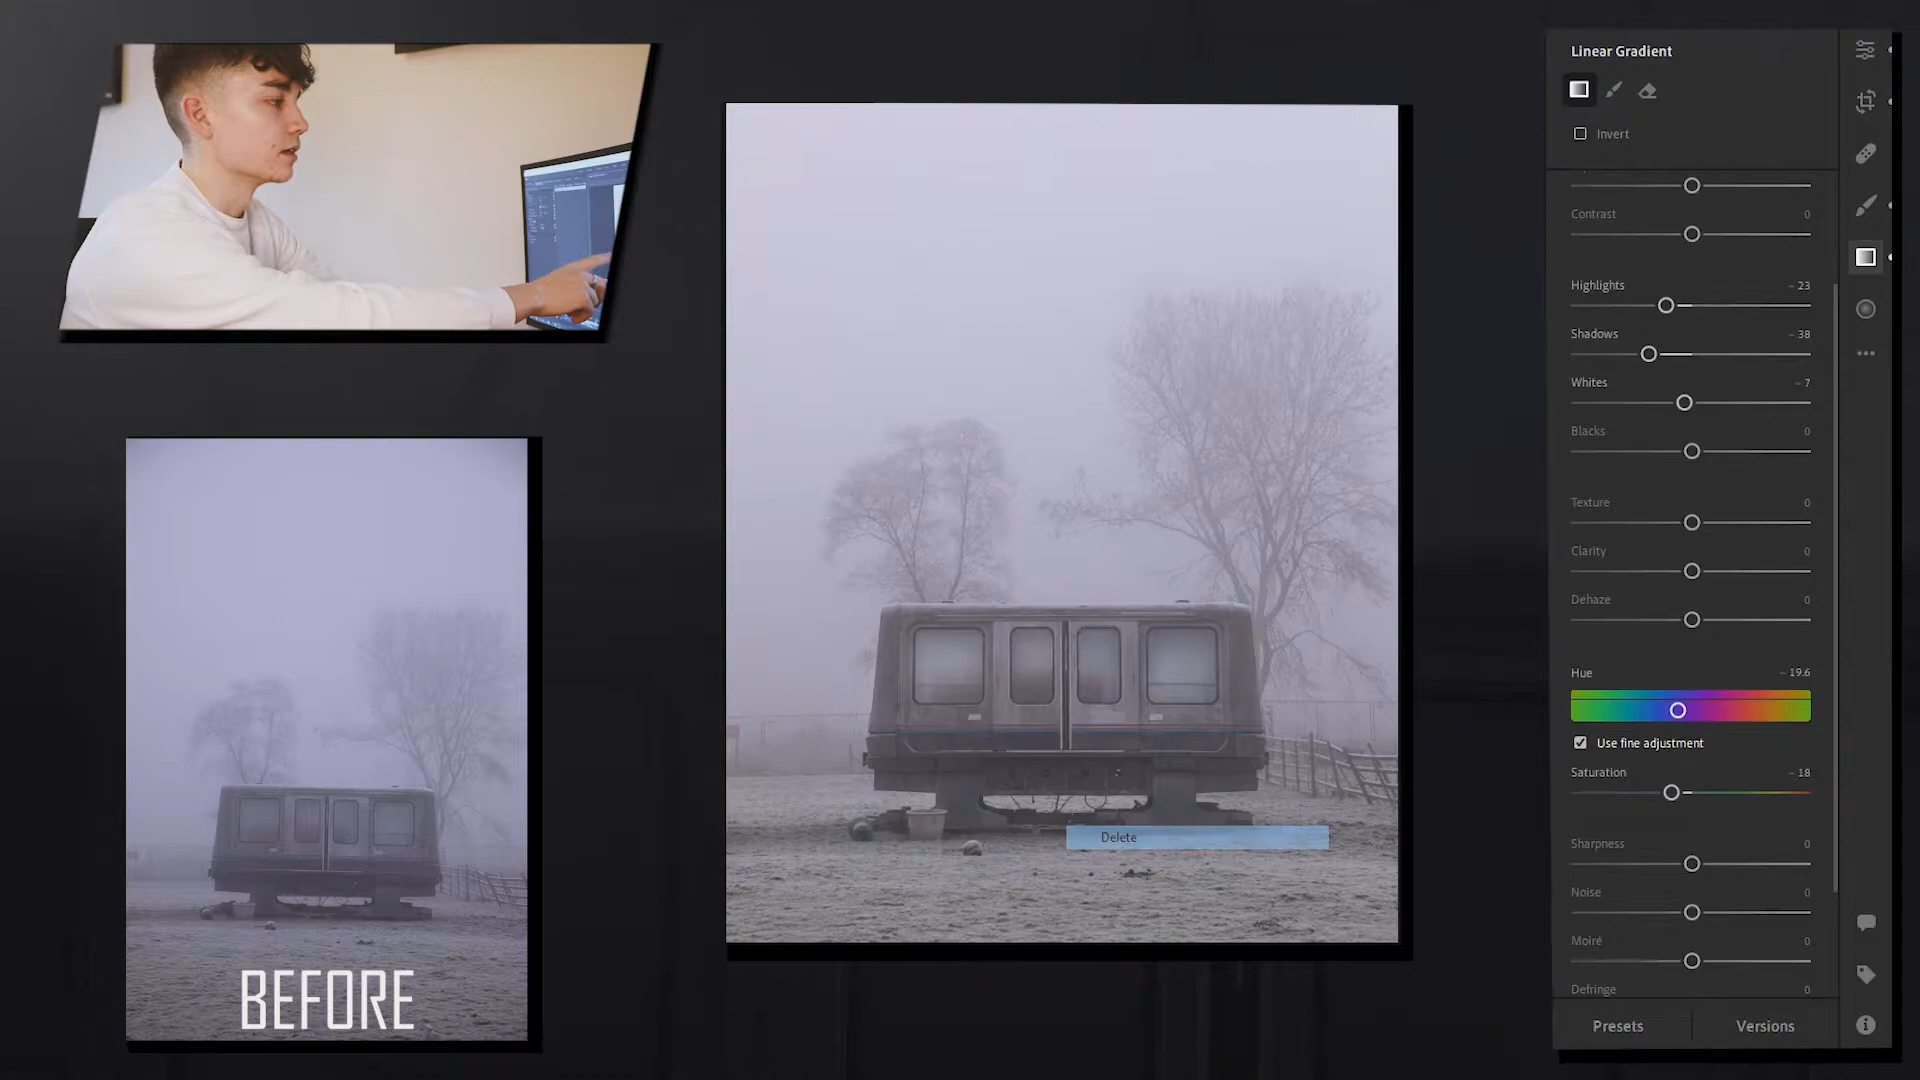 Linear Gradient
Invert
Contrast 0
Highlights - 23
Shadows - 38
Whites - 7
Blacks 0
Texture 0
Clarity 0
Dehaze 0
Hue - 19.6
Use fine adjustment
Saturation - 18
Delete
Sharpness 0
Noise 0
Moiré 0
Defringe 0
BEFORE
Presets Versions